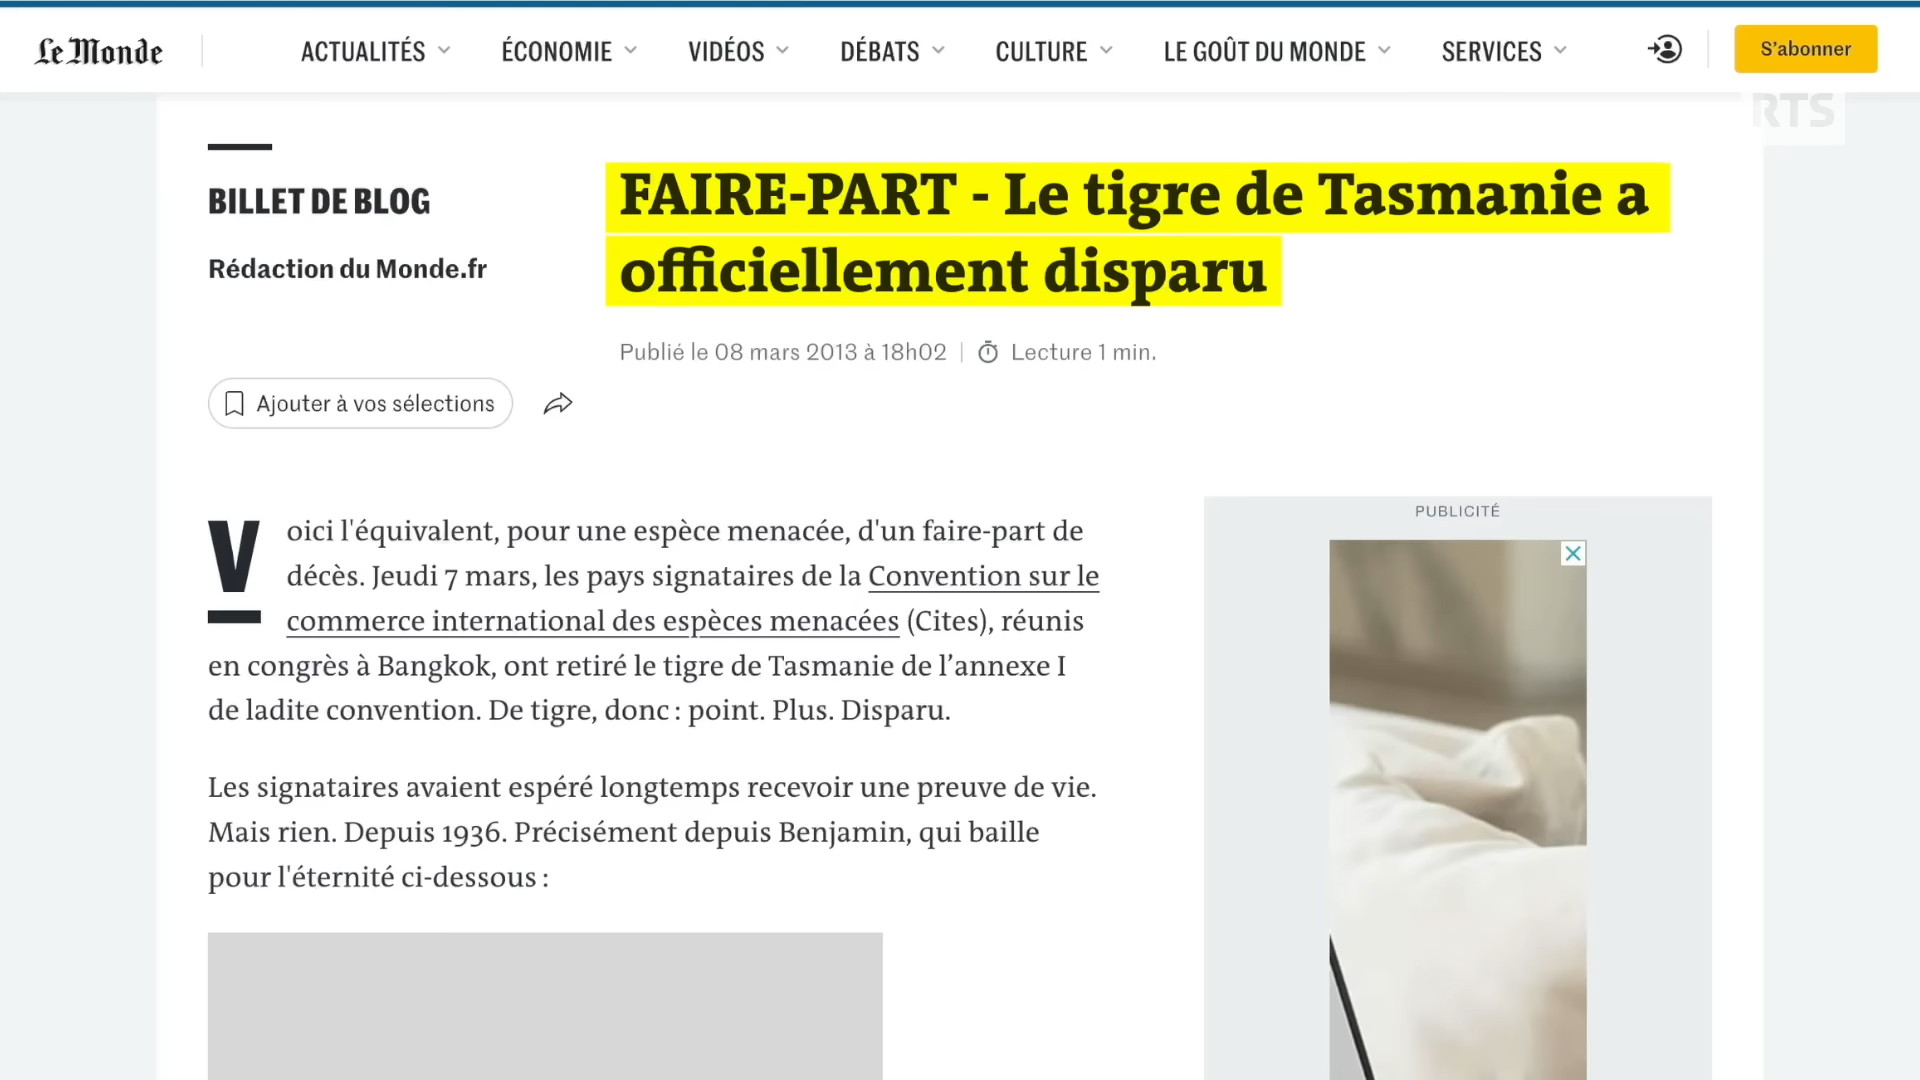 Le Monde
ACTUALITÉS
ÉCONOMIE
VIDÉOS
DÉBATS
CULTURE
LE GOÛT DU MONDE
SERVICES
S'abonner
RTS
BILLET DE BLOG
Rédaction du Monde.fr
FAIRE-PART - Le tigre de Tasmanie a
officiellement disparu
Publié le 08 mars 2013 à 18h02
Lecture 1 min.
Ajouter à vos sélections
Voici l'équivalent, pour une espèce menacée, d'un faire-part de
décès. Jeudi 7 mars, les pays signataires de la Convention sur le
commerce international des espèces menacées (Cites), réunis
en congrès à Bangkok, ont retiré le tigre de Tasmanie de l’annexe I
de ladite convention. De tigre, donc : point. Plus. Disparu.
Les signataires avaient espéré longtemps recevoir une preuve de vie.
Mais rien. Depuis 1936. Précisément depuis Benjamin, qui baille
pour l'éternité ci-dessous :
PUBLICITÉ